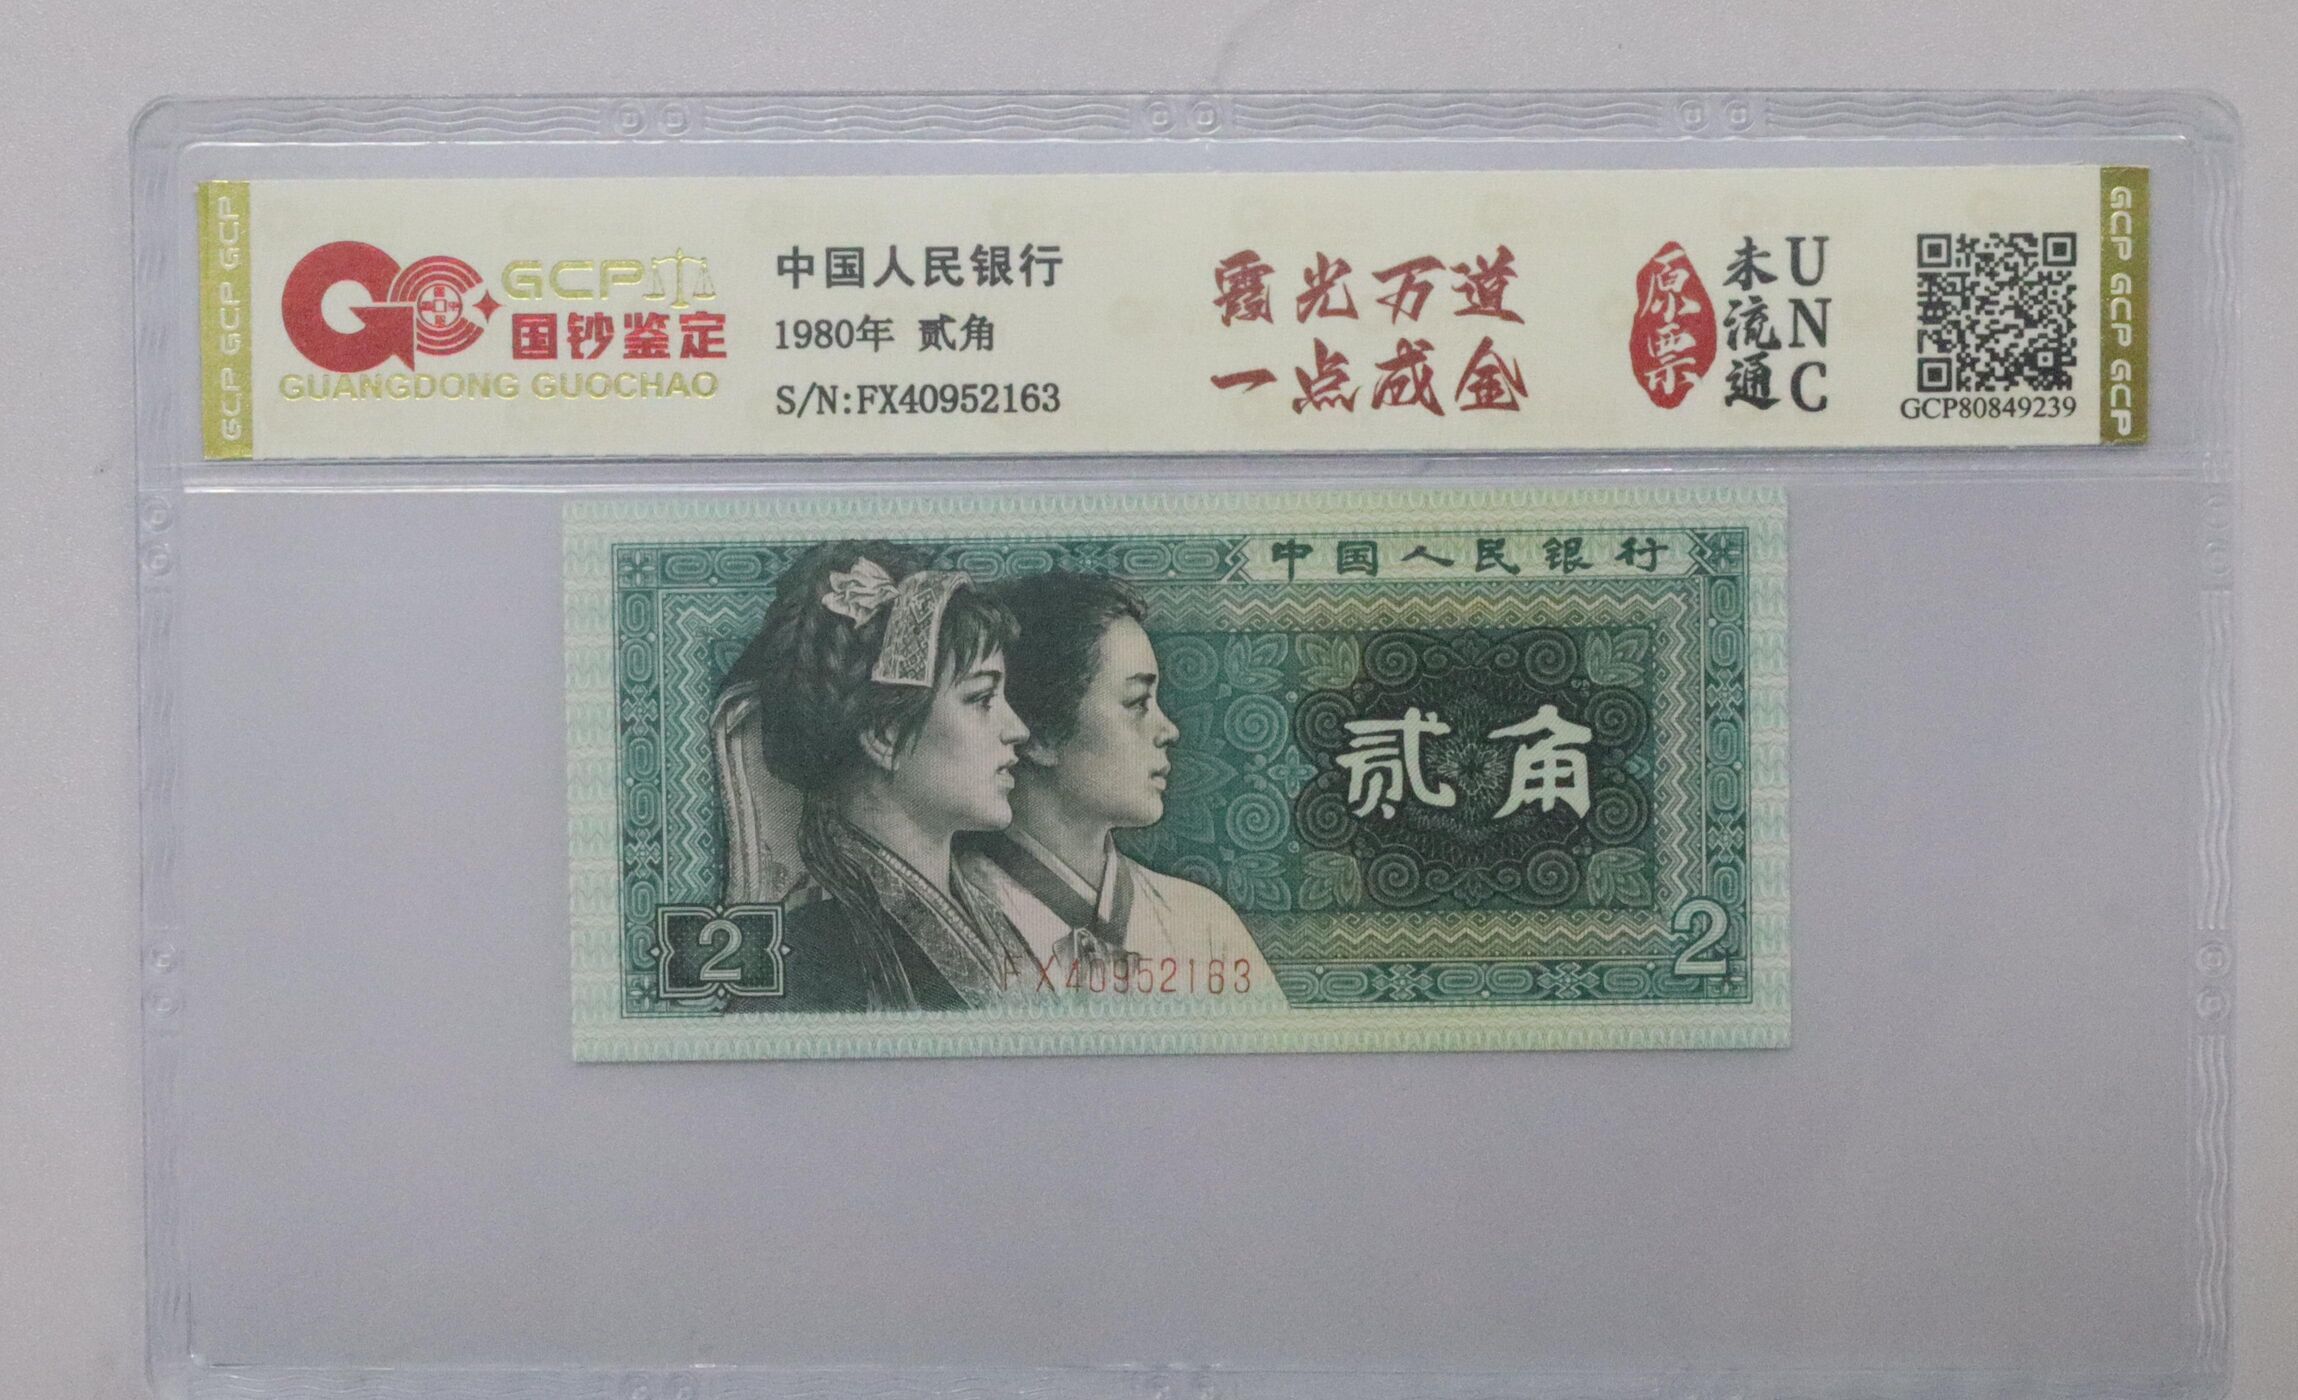 GCP GCP GCP
GCP
国钞鉴定
GUANGDONG GUOCHAO
中国人民银行
1980年 贰角
S/N:FX40952163
霞光万道
一点成金
原票
未流通
UNC
GCP80849239
GCP GCP GCP
中国人民银行
贰角
2
2
FX40952163